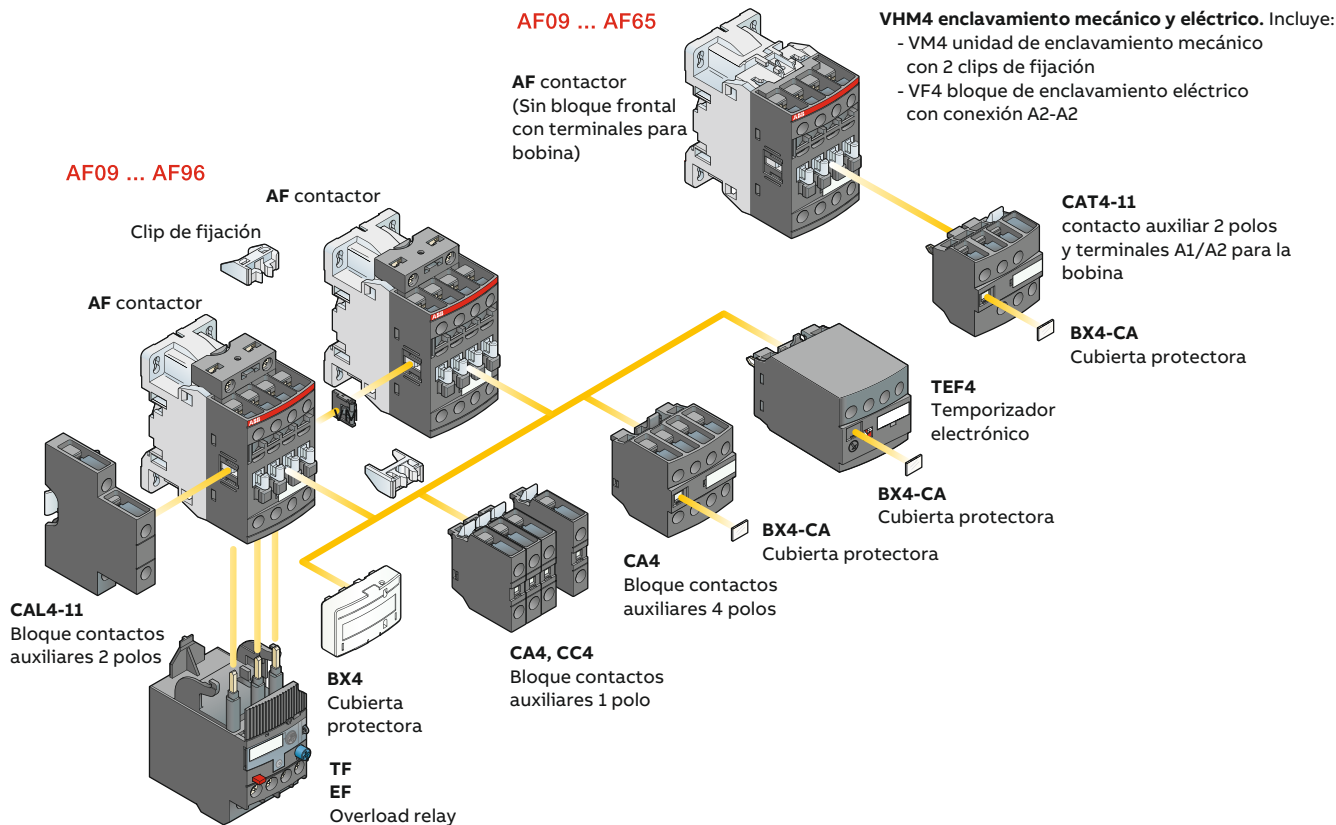 AF09 ... AF65
VHM4 enclavamiento mecánico y eléctrico. Incluye:
- VM4 unidad de enclavamiento mecánico
con 2 clips de fijación
- VF4 bloque de enclavamiento eléctrico
con conexión A2-A2
AF contactor
(Sin bloque frontal
con terminales para
bobina)
ABB
AF09 ... AF96
AF contactor
Clip de fijación
AF contactor
ABB
ABB
CAT4-11
contacto auxiliar 2 polos
y terminales A1/A2 para la
bobina
BX4-CA
Cubierta protectora
TEF4
Temporizador
electrónico
BX4-CA
Cubierta protectora
BX4-CA
Cubierta protectora
CA4
Bloque contactos
auxiliares 4 polos
CAL4-11
Bloque contactos
auxiliares 2 polos
CA4, CC4
Bloque contactos
auxiliares 1 polo
BX4
Cubierta
protectora
TF
EF
Overload relay